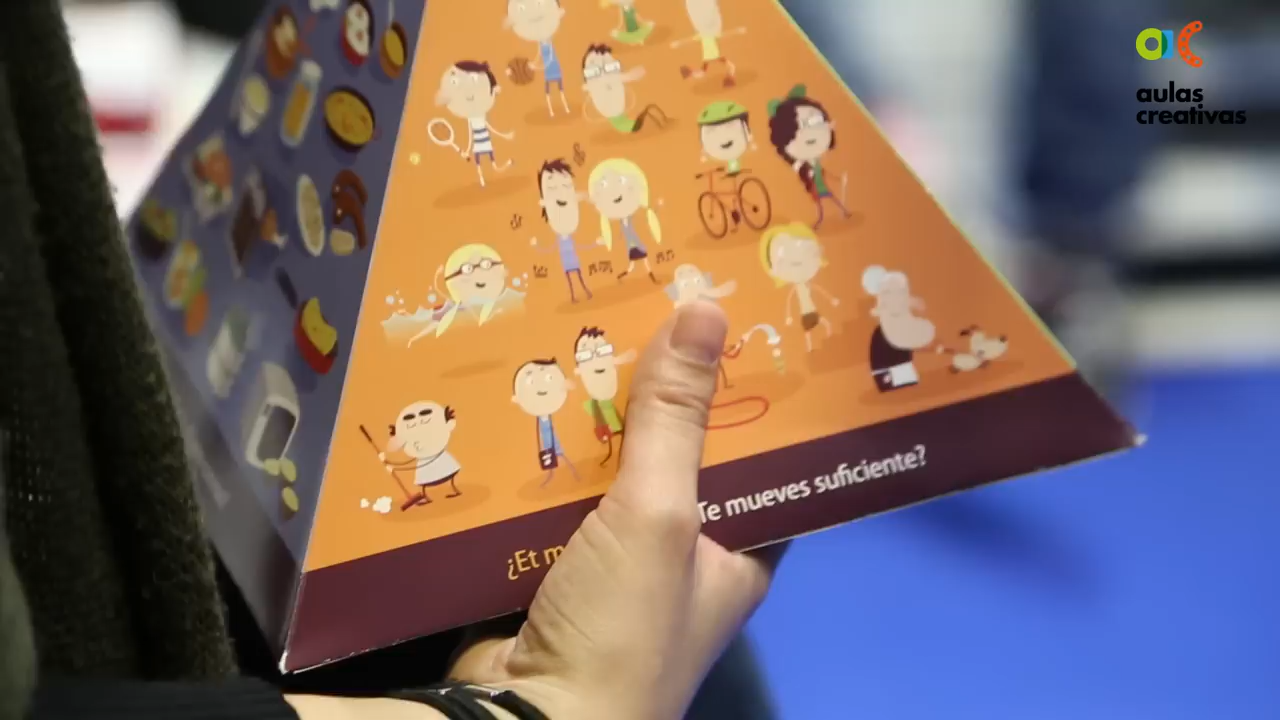 aulas
creativas
¿Et m
Te mueves suficiente?